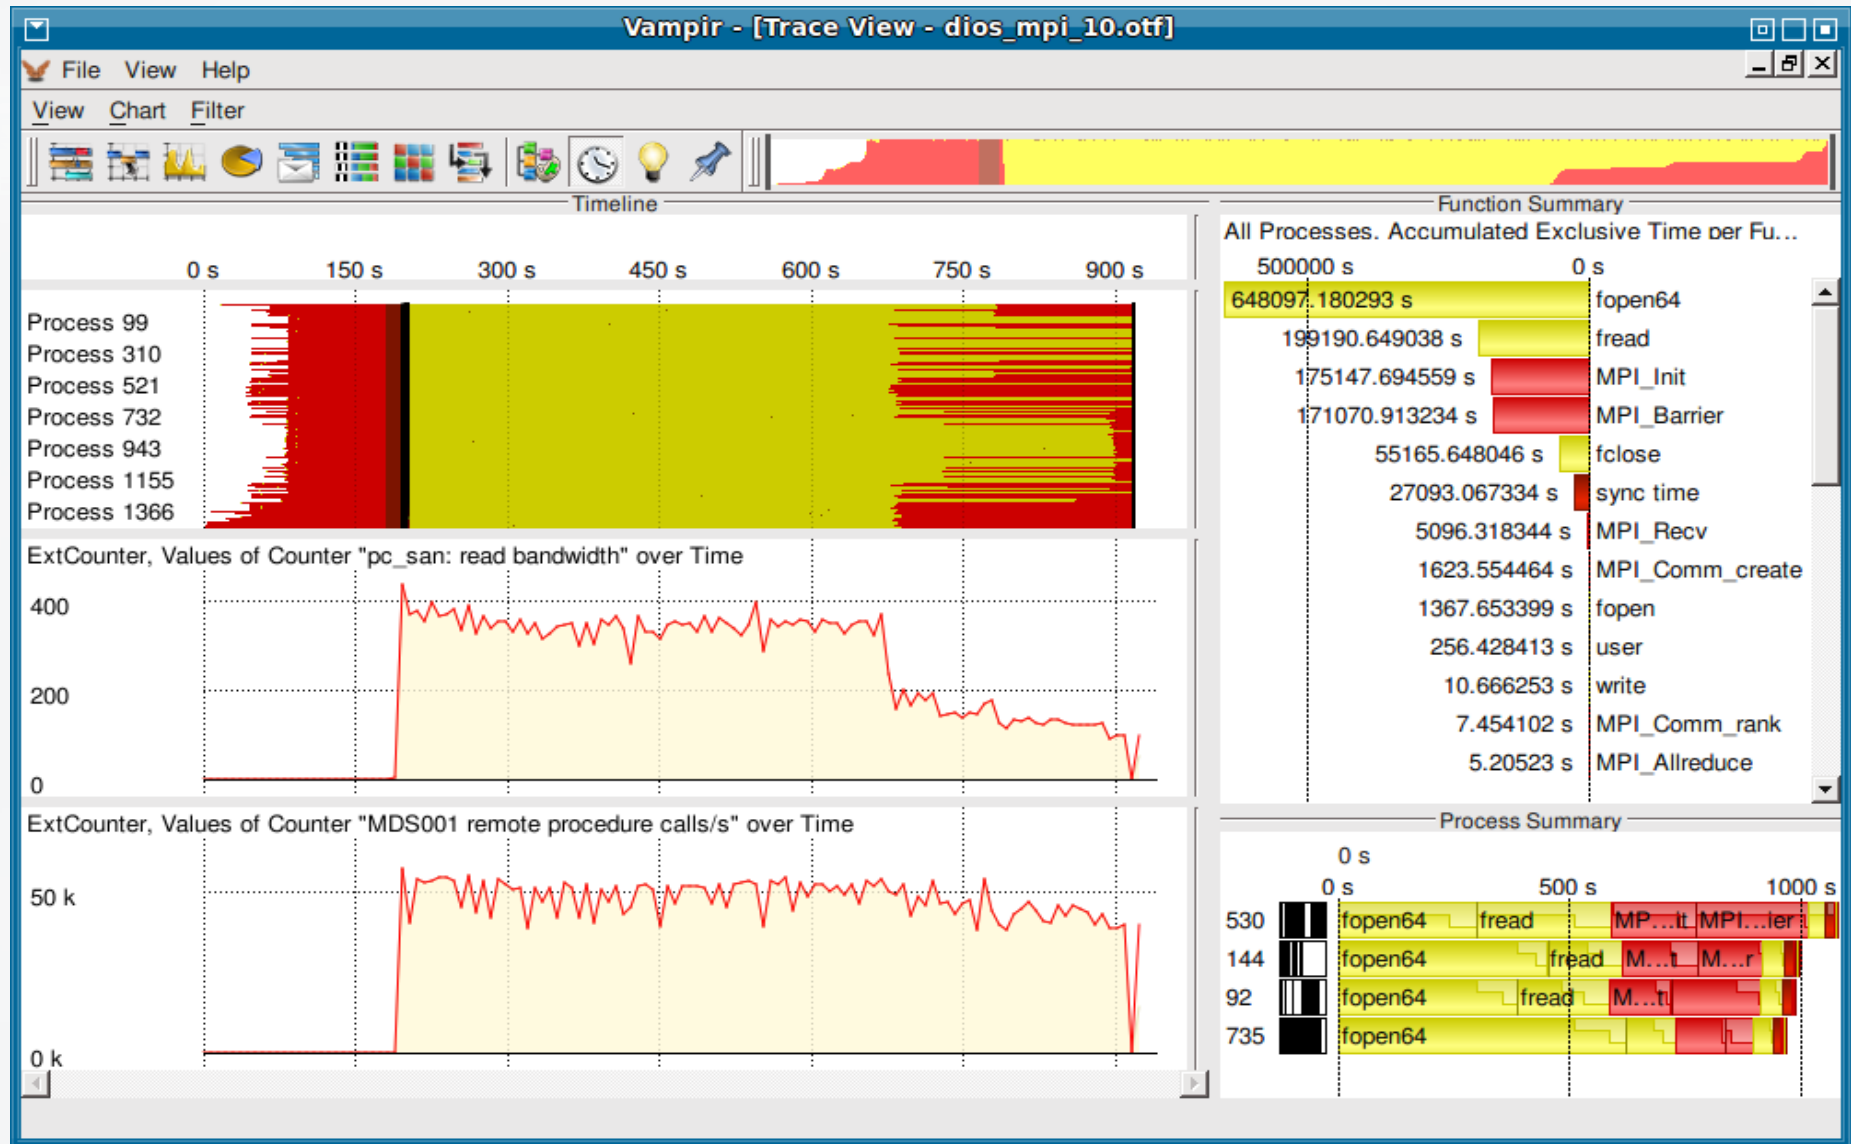 Vampir - [Trace View - dios_mpi_10.otf]
File View Help
View Chart Filter
Timeline
0 s 150 s 300 s 450 s 600 s 750 s 900 s
Process 99
Process 310
Process 521
Process 732
Process 943
Process 1155
Process 1366
ExtCounter, Values of Counter "pc_san: read bandwidth" over Time
400
200
0
ExtCounter, Values of Counter "MDS001 remote procedure calls/s" over Time
50 k
0 k
Function Summary
All Processes. Accumulated Exclusive Time per Fu...
500000 s 0 s
648097.180293 s fopen64
199190.649038 s fread
175147.694559 s MPI_Init
171070.913234 s MPI_Barrier
55165.648046 s fclose
27093.067334 s sync time
5096.318344 s MPI_Recv
1623.554464 s MPI_Comm_create
1367.653399 s fopen
256.428413 s user
10.666253 s write
7.454102 s MPI_Comm_rank
5.20523 s MPI_Allreduce
Process Summary
0 s
0 s 500 s 1000 s
530 fopen64 fread MP...it MPI...ier
144 fopen64 fread M...t M...r
92 fopen64 fread M...t
735 fopen64